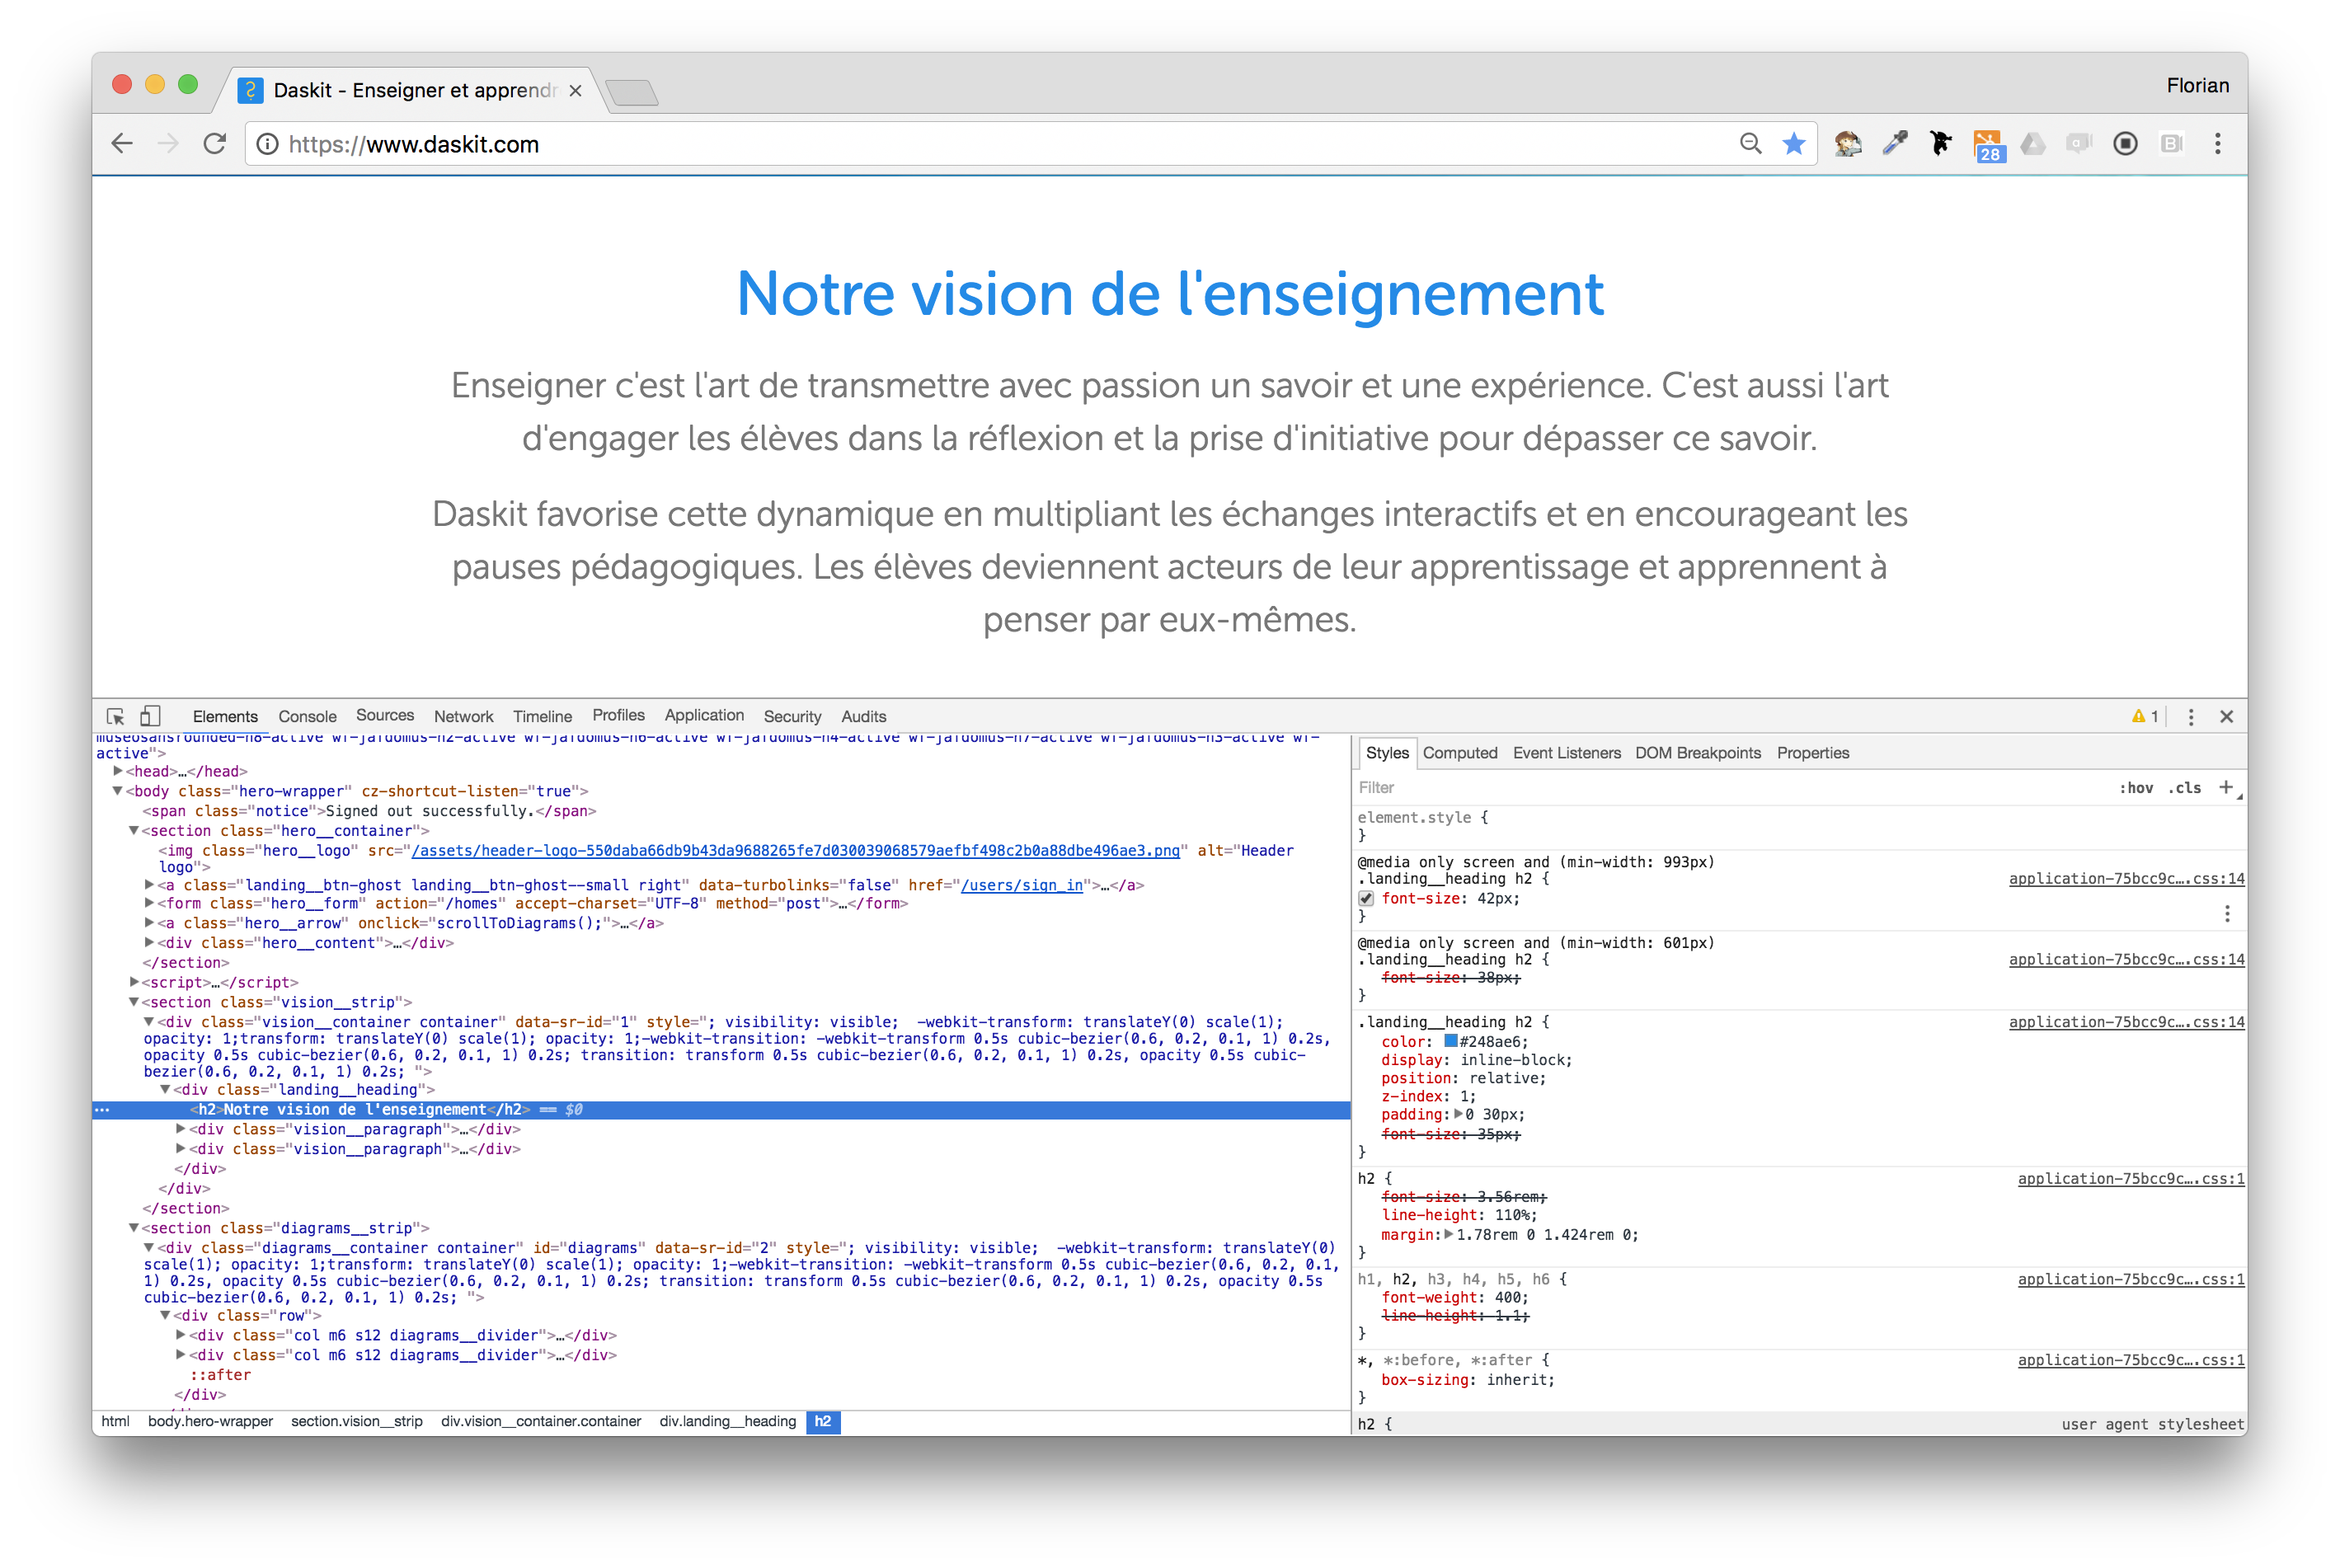 Daskit - Enseigner et apprendr
Florian
https://www.daskit.com
28
Notre vision de l'enseignement
Enseigner c'est l'art de transmettre avec passion un savoir et une expérience. C'est aussi l'art
d'engager les élèves dans la réflexion et la prise d'initiative pour dépasser ce savoir.
Daskit favorise cette dynamique en multipliant les échanges interactifs et en encourageant les
pauses pédagogiques. Les élèves deviennent acteurs de leur apprentissage et apprennent à
penser par eux-mêmes.
Elements Console Sources Network Timeline Profiles Application Security Audits 1
museosansrounded-n8-active wf-jafdomus-n2-active wf-jafdomus-n6-active wf-jafdomus-n4-active wf-jafdomus-n7-active wf-jafdomus-n3-active wf-
active">
<head>…</head>
<body class="hero-wrapper" cz-shortcut-listen="true">
<span class="notice">Signed out successfully.</span>
<section class="hero__container">
<img class="hero__logo" src="/assets/header-logo-550daba66db9b43da9688265fe7d030039068579aefbf498c2b0a88dbe496ae3.png" alt="Header
logo">
<a class="landing__btn-ghost landing__btn-ghost--small right" data-turbolinks="false" href="/users/sign_in">…</a>
<form class="hero__form" action="/homes" accept-charset="UTF-8" method="post">…</form>
<a class="hero__arrow" onclick="scrollToDiagrams();">…</a>
<div class="hero__content">…</div>
</section>
<script>…</script>
<section class="vision__strip">
<div class="vision__container container" data-sr-id="1" style="; visibility: visible;  -webkit-transform: translateY(0) scale(1);
opacity: 1;transform: translateY(0) scale(1); opacity: 1;-webkit-transition: -webkit-transform 0.5s cubic-bezier(0.6, 0.2, 0.1, 1) 0.2s,
opacity 0.5s cubic-bezier(0.6, 0.2, 0.1, 1) 0.2s; transition: transform 0.5s cubic-bezier(0.6, 0.2, 0.1, 1) 0.2s, opacity 0.5s cubic-
bezier(0.6, 0.2, 0.1, 1) 0.2s; ">
<div class="landing__heading">
… <h2>Notre vision de l'enseignement</h2> == $0
<div class="vision__paragraph">…</div>
<div class="vision__paragraph">…</div>
</div>
</div>
</section>
<section class="diagrams__strip">
<div class="diagrams__container container" id="diagrams" data-sr-id="2" style="; visibility: visible;  -webkit-transform: translateY(0)
scale(1); opacity: 1;transform: translateY(0) scale(1); opacity: 1;-webkit-transition: -webkit-transform 0.5s cubic-bezier(0.6, 0.2, 0.1,
1) 0.2s, opacity 0.5s cubic-bezier(0.6, 0.2, 0.1, 1) 0.2s; transition: transform 0.5s cubic-bezier(0.6, 0.2, 0.1, 1) 0.2s, opacity 0.5s
cubic-bezier(0.6, 0.2, 0.1, 1) 0.2s; ">
<div class="row">
<div class="col m6 s12 diagrams__divider">…</div>
<div class="col m6 s12 diagrams__divider">…</div>
::after
</div>
html body.hero-wrapper section.vision__strip div.vision__container.container div.landing__heading h2
Styles Computed Event Listeners DOM Breakpoints Properties
Filter :hov .cls +
element.style {
}
@media only screen and (min-width: 993px)
.landing__heading h2 { application-75bcc9c….css:14
font-size: 42px;
}
@media only screen and (min-width: 601px)
.landing__heading h2 { application-75bcc9c….css:14
font-size: 38px;
}
.landing__heading h2 { application-75bcc9c….css:14
color: #248ae6;
display: inline-block;
position: relative;
z-index: 1;
padding: 0 30px;
font-size: 35px;
}
h2 { application-75bcc9c….css:1
font-size: 3.56rem;
line-height: 110%;
margin: 1.78rem 0 1.424rem 0;
}
h1, h2, h3, h4, h5, h6 { application-75bcc9c….css:1
font-weight: 400;
line-height: 1.1;
}
*, *:before, *:after { application-75bcc9c….css:1
box-sizing: inherit;
}
h2 { user agent stylesheet